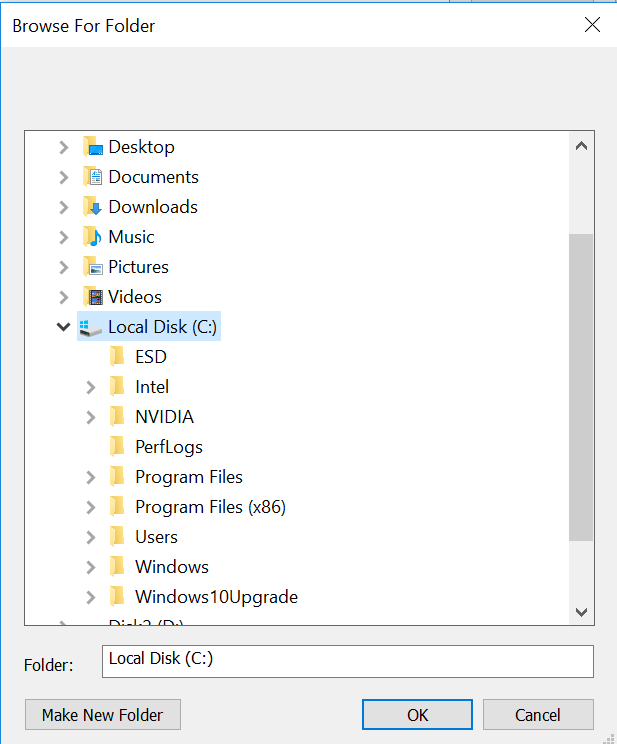 Browse For Folder
Desktop
Documents
Downloads
Music
Pictures
Videos
Local Disk (C:)
ESD
Intel
NVIDIA
PerfLogs
Program Files
Program Files (x86)
Users
Windows
Windows10Upgrade
Disk2 (D:)
Folder: Local Disk (C:)
Make New Folder OK Cancel